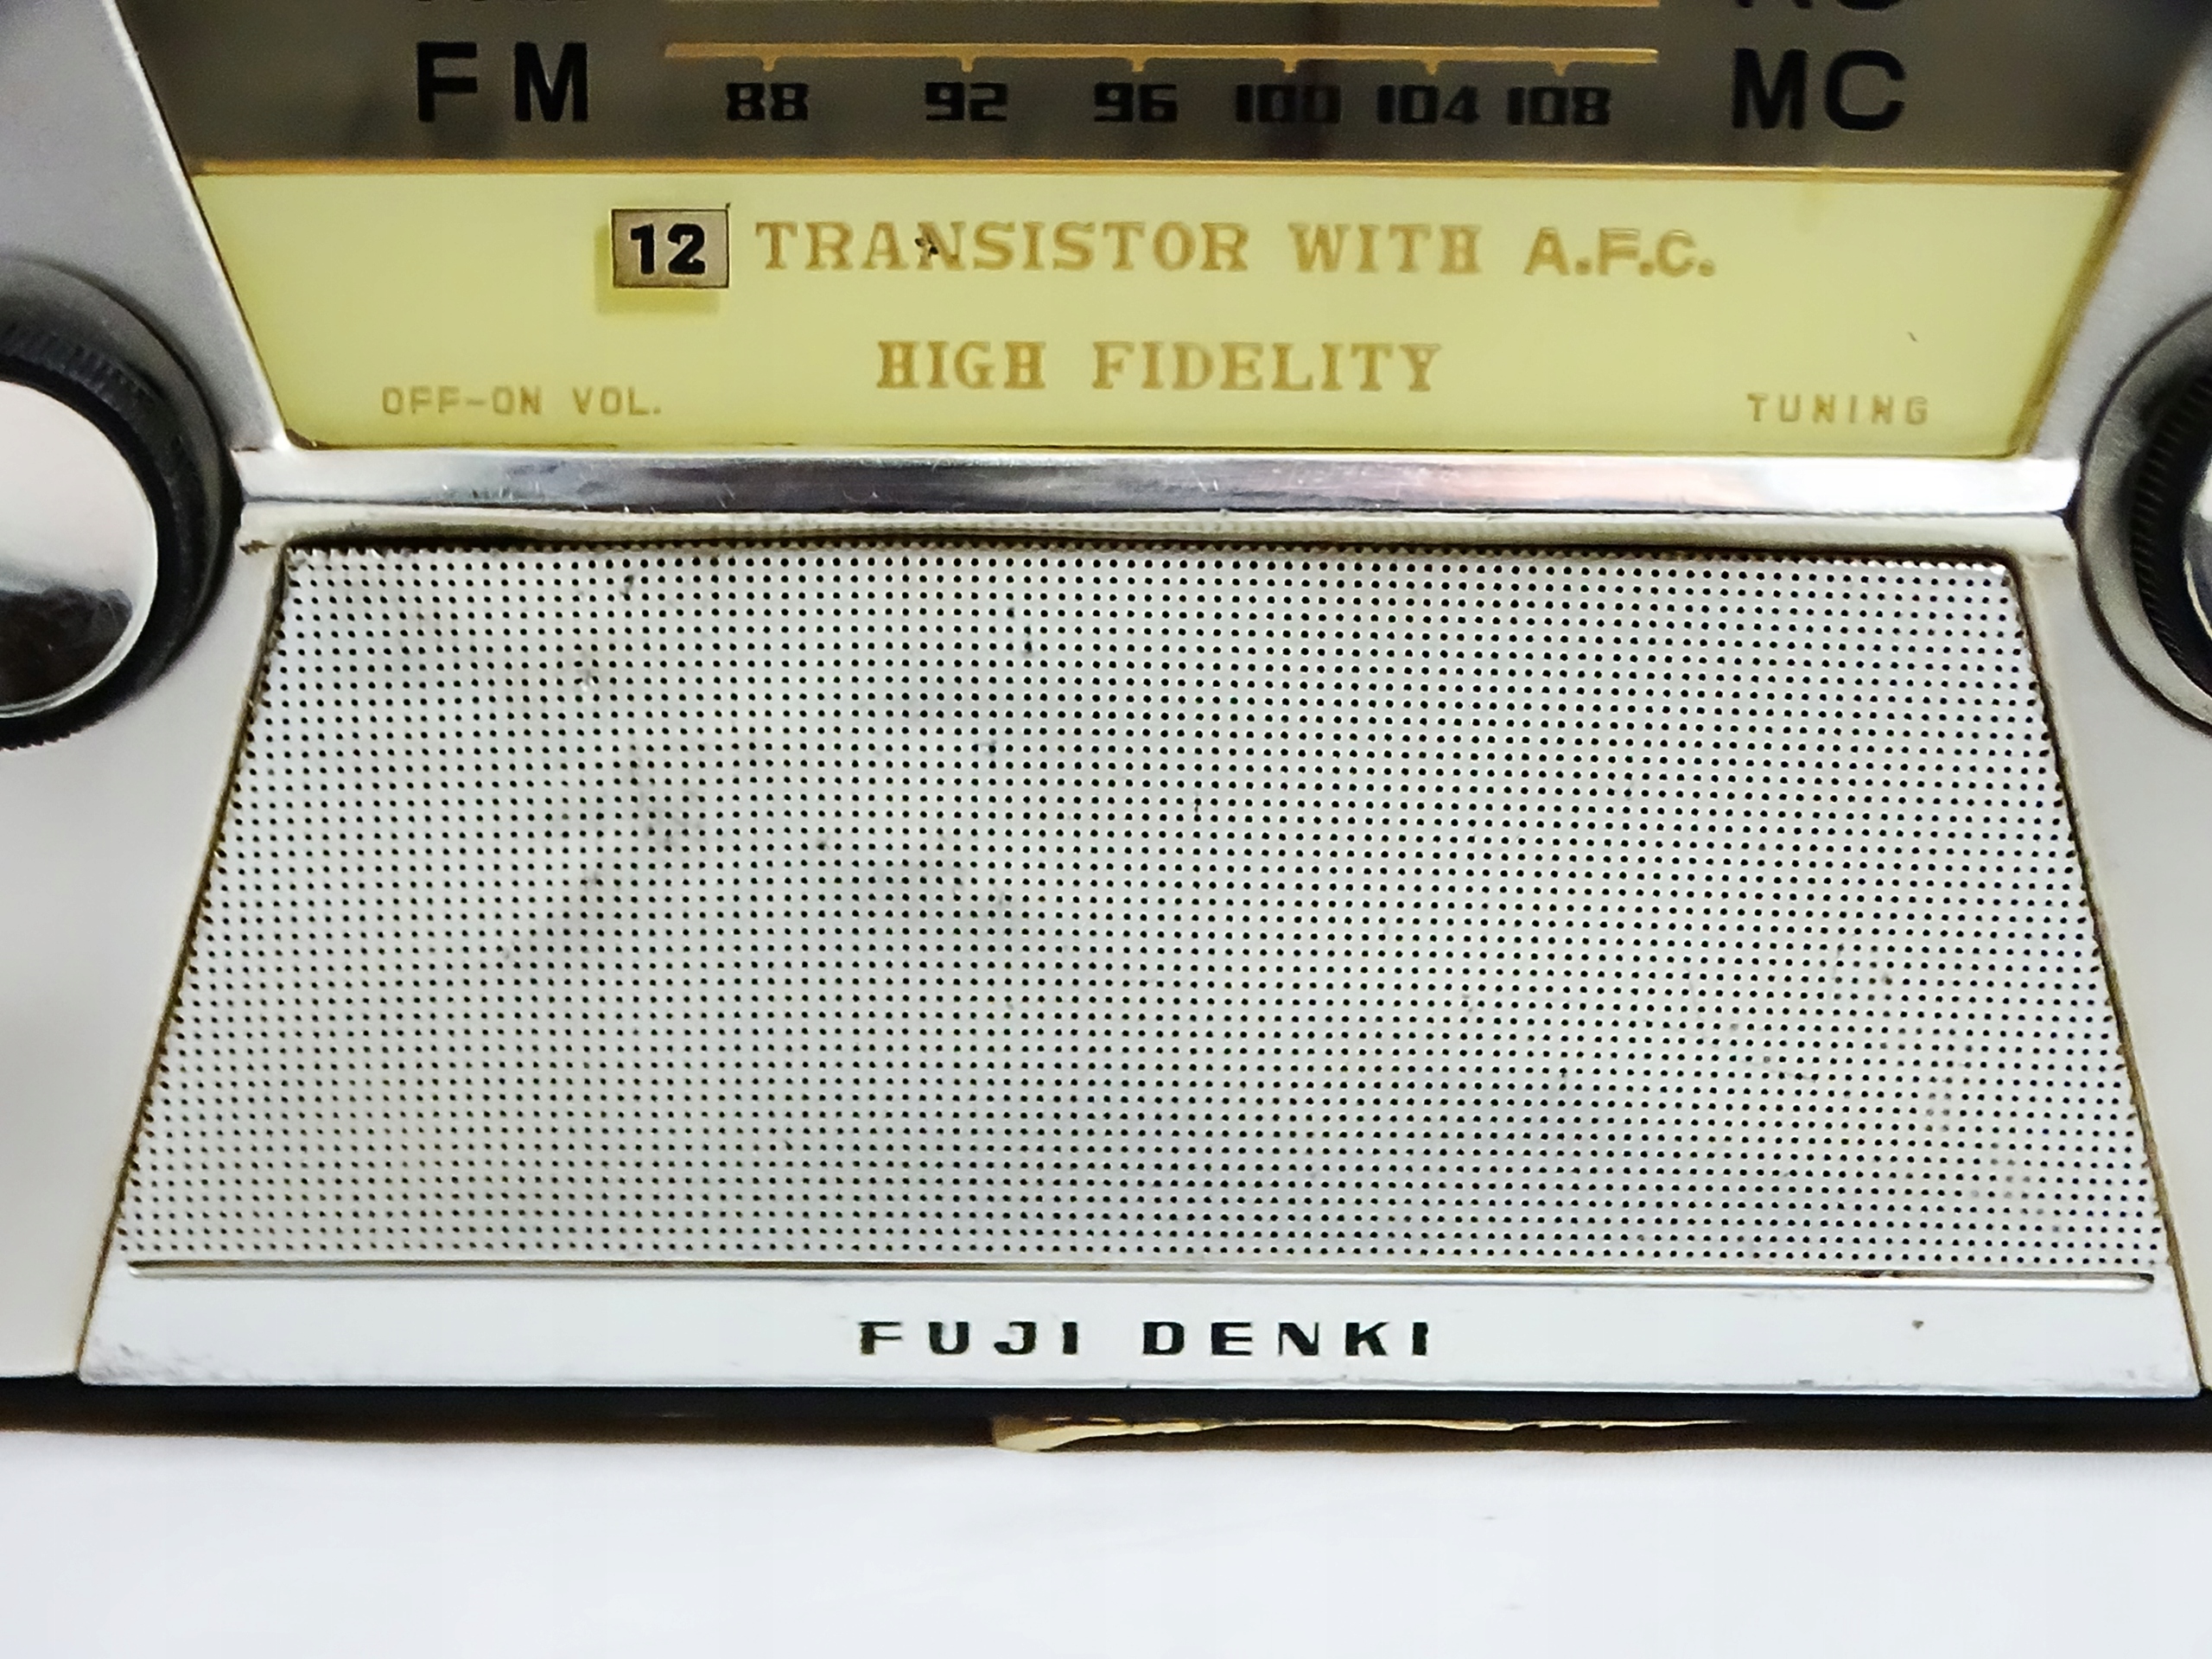 FM 88 92 96 100 104 108 MC
12 TRANSISTOR WITH A.F.C.
HIGH FIDELITY
OFF-ON VOL. TUNING
FUJI DENKI